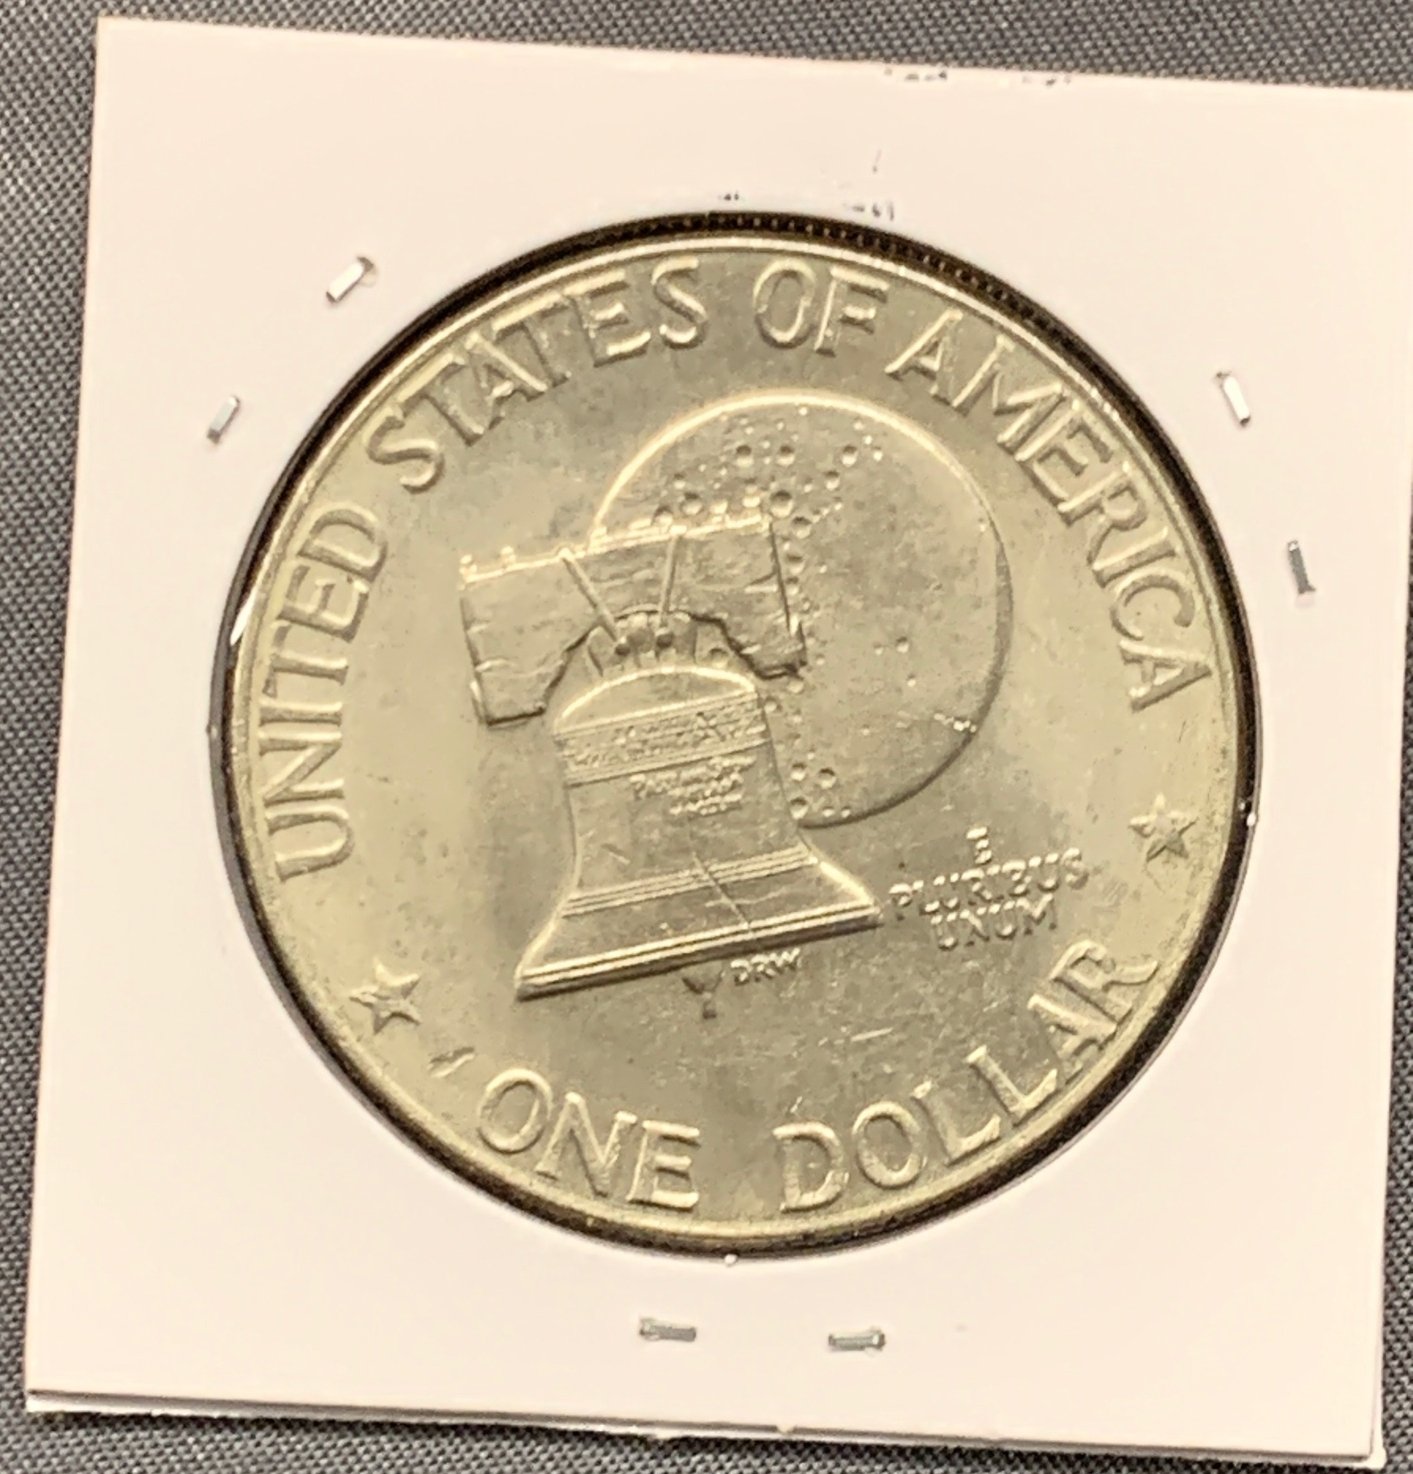 UNITED STATES OF AMERICA
E
PLURIBUS
UNUM
DRW
ONE DOLLAR